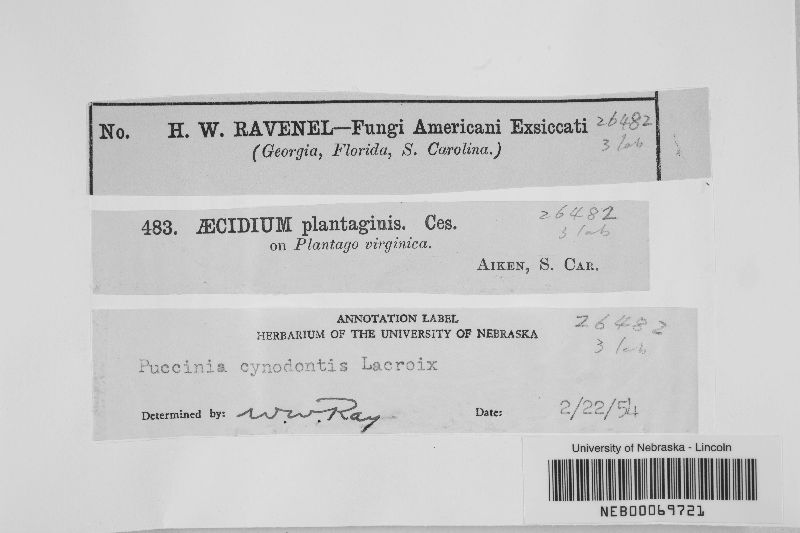 No. H. W. RAVENEL—Fungi Americani Exsiccati 26482
(Georgia, Florida, S. Carolina.) 3 lab
483. ÆCIDIUM plantaginis. Ces. 26482
on Plantago virginica. 3 lab
AIKEN, S. CAR.
ANNOTATION LABEL
HERBARIUM OF THE UNIVERSITY OF NEBRASKA 26482
3 lab
Puccinia cynodontis Lacroix
Determined by: W.W. Ray Date: 2/22/54
University of Nebraska - Lincoln
NEB00069721